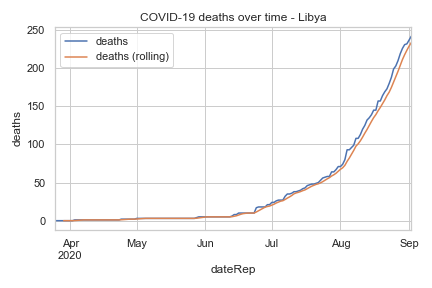 COVID-19 deaths over time - Libya
deaths
deaths (rolling)
250
200
150
100
50
0
deaths
Apr
2020
May
Jun
Jul
Aug
Sep
dateRep